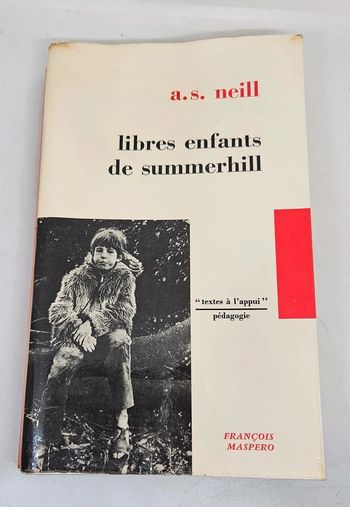 a.s. neill
libres enfants
de summerhill
"textes à l'appui"
pédagogie
FRANÇOIS
MASPERO